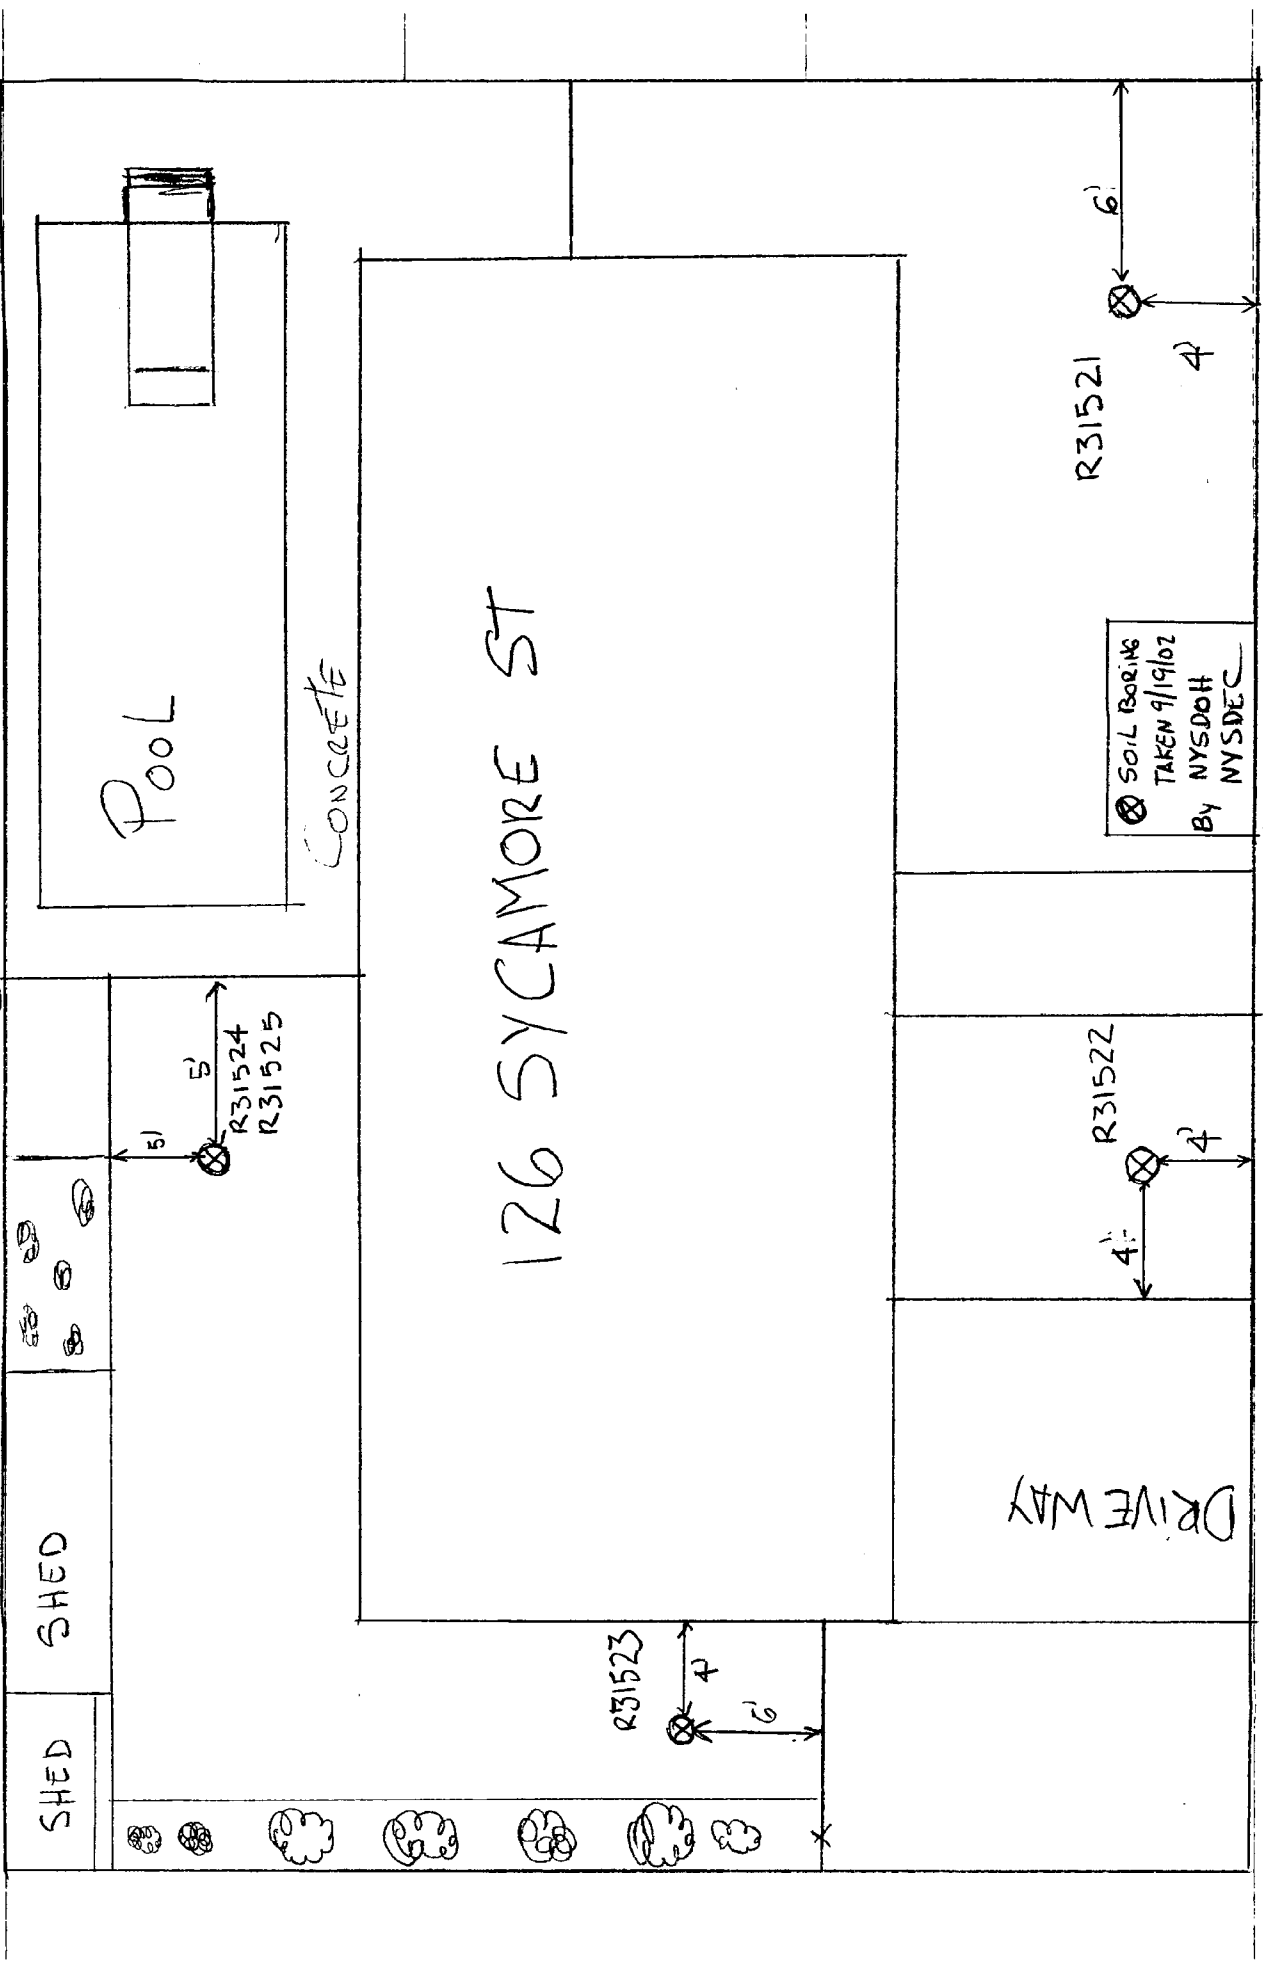 SHED
SHED
POOL
CONCRETE
5'
5'
R31524
R31525
126 SYCAMORE ST
R31523
4'
6'
DRIVEWAY
R31522
4'
4'
R31521
6'
4'
SOIL BORING
TAKEN 9/19/02
By NYSDOH
NYSDEC